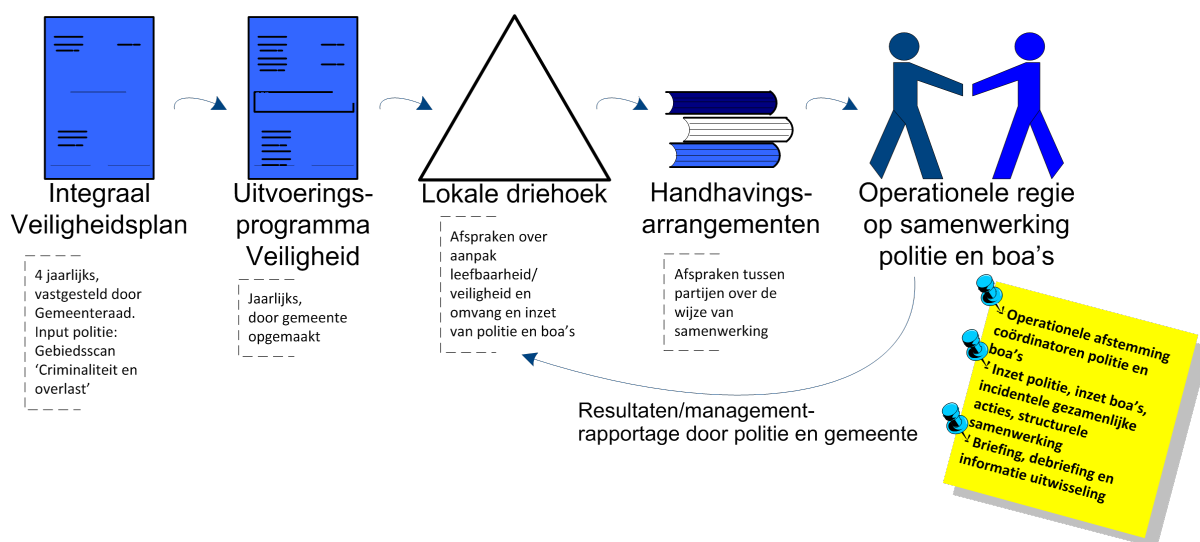 Integraal
Veiligheidsplan
4 jaarlijks,
vastgesteld door
Gemeenteraad.
Input politie:
Gebiedsscan
‘Criminaliteit en
overlast’
Uitvoerings-
programma
Veiligheid
Jaarlijks,
door gemeente
opgemaakt
Lokale driehoek
Afspraken over
aanpak
leefbaarheid/
veiligheid en
omvang en inzet
van politie en boa’s
Handhavings-
arrangementen
Afspraken tussen
partijen over de
wijze van
samenwerking
Operationele regie
op samenwerking
politie en boa’s
Operationele afstemming
coördinatoren politie en
boa’s
Inzet politie, inzet boa’s,
incidentele gezamenlijke
acties, structurele
samenwerking
Briefing, debriefing en
informatie uitwisseling
Resultaten/management-
rapportage door politie en gemeente